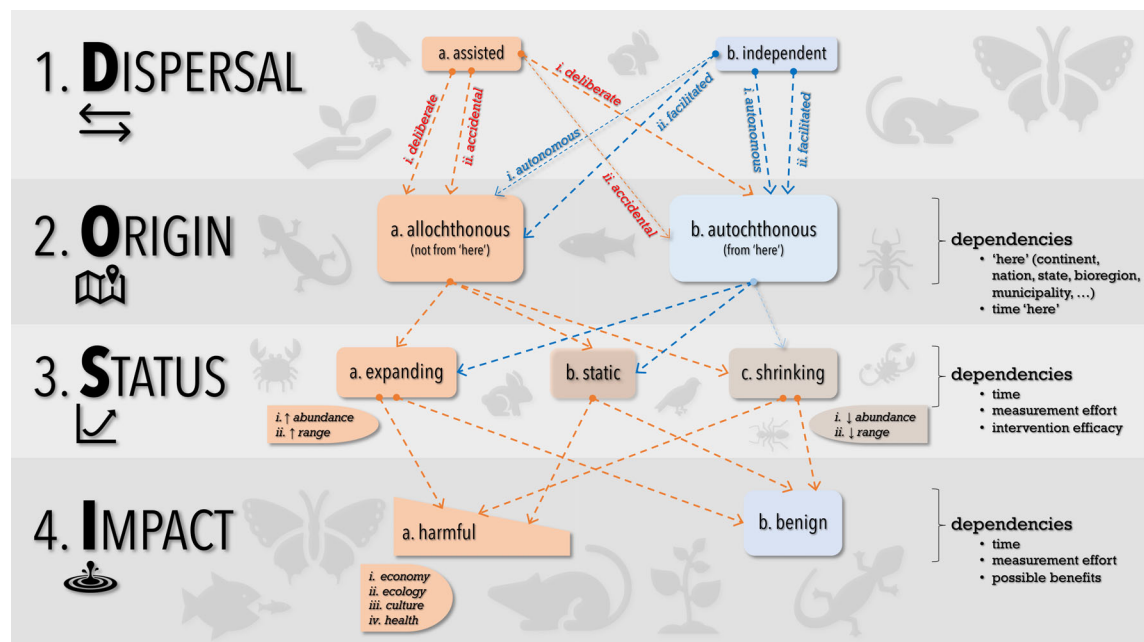 1. DISPERSAL
a. assisted
b. independent
i. deliberate
ii. accidental
i. autonomous
ii. facilitated
i. deliberate
ii. accidental
i. autonomous
ii. facilitated
2. ORIGIN
a. allochthonous
(not from ‘here’)
b. autochthonous
(from ‘here’)
dependencies
• ‘here’ (continent,
nation, state, bioregion,
municipality, ...)
• time ‘here’
3. STATUS
a. expanding
b. static
c. shrinking
i. ↑ abundance
ii. ↑ range
i. ↓ abundance
ii. ↓ range
dependencies
• time
• measurement effort
• intervention efficacy
4. IMPACT
a. harmful
b. benign
i. economy
ii. ecology
iii. culture
iv. health
dependencies
• time
• measurement effort
• possible benefits